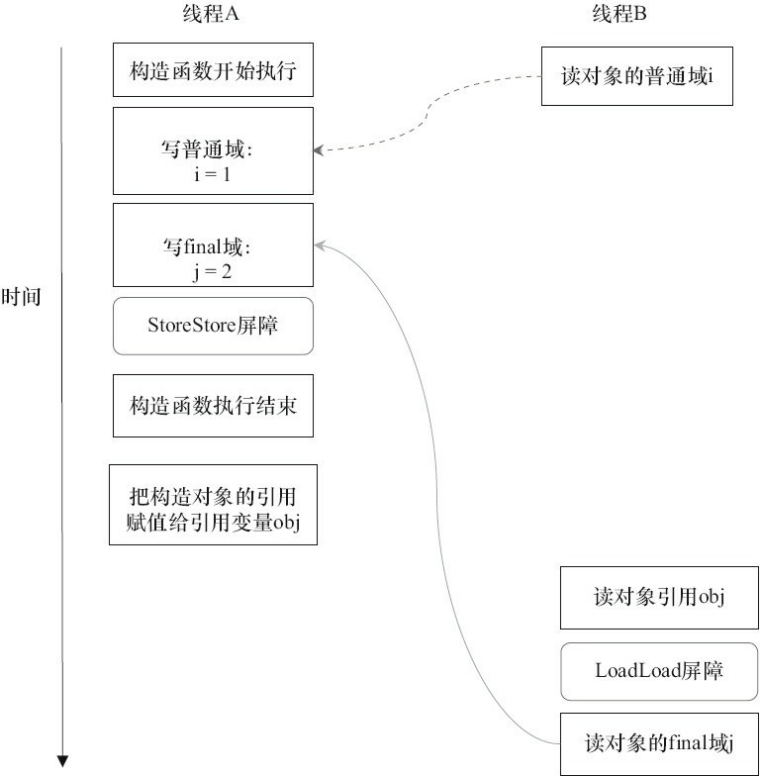 线程A
线程B
构造函数开始执行
读对象的普通域i
写普通域：
i = 1
写final域：
j = 2
时间
StoreStore屏障
构造函数执行结束
把构造对象的引用
赋值给引用变量obj
读对象引用obj
LoadLoad屏障
读对象的final域j